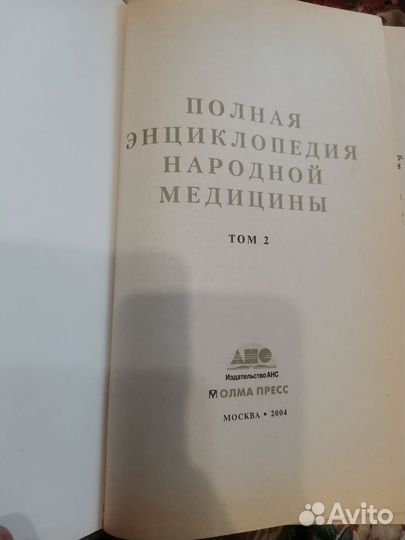 ПОЛНАЯ
ЭНЦИКЛОПЕДИЯ
НАРОДНОЙ
МЕДИЦИНЫ
ТОМ 2
АНС
Издательство АНС
ОЛМА ПРЕСС
МОСКВА • 2004
Avito